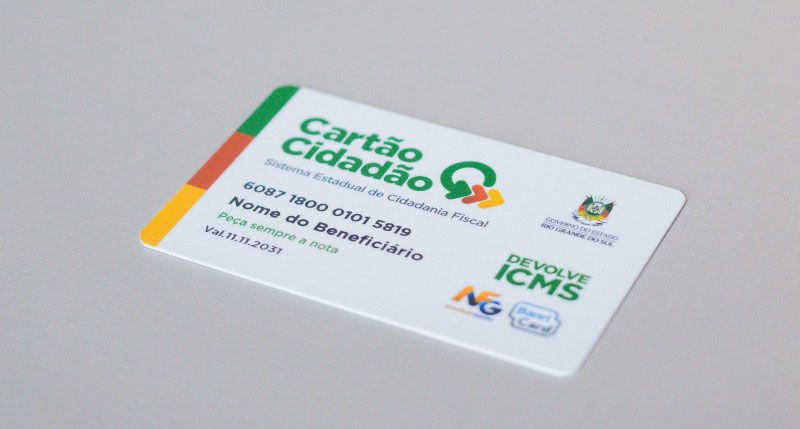 Cartão
Cidadão
Sistema Estadual de Cidadania Fiscal
6087 1800 0101 5819
Nome do Beneficiário
Peça sempre a nota
Val.11.11.2031
GOVERNO DO ESTADO
RIO GRANDE DO SUL
DEVOLVE
ICMS
NFG
Banri
Card